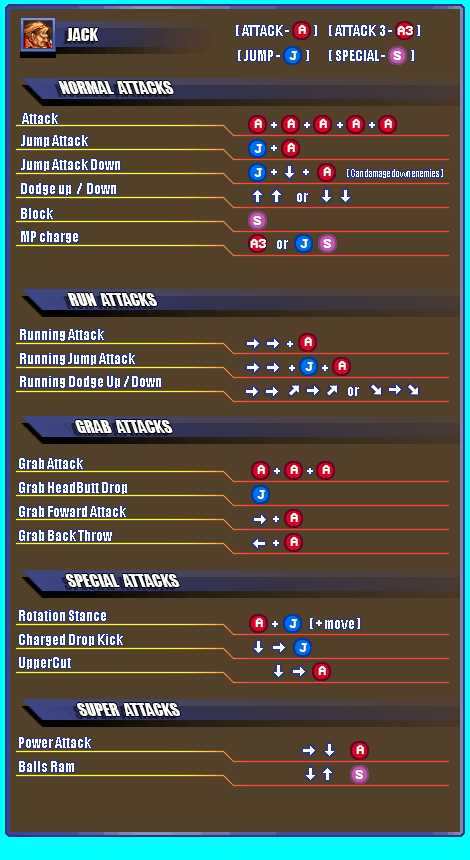 JACK
[ ATTACK - A ] [ ATTACK 3 - A3 ]
[ JUMP - J ] [ SPECIAL - S ]
NORMAL ATTACKS
Attack A + A + A + A + A
Jump Attack J + A
Jump Attack Down J + ↓ + A [Can damage down enemies]
Dodge up / Down ↑ ↑ or ↓ ↓
Block S
MP charge A3 or J S
RUN ATTACKS
Running Attack → → + A
Running Jump Attack → → + J + A
Running Dodge Up / Down → → ↗ → ↗ or ↘ → ↘
GRAB ATTACKS
Grab Attack A + A + A
Grab HeadButt Drop J
Grab Foward Attack → + A
Grab Back Throw ← + A
SPECIAL ATTACKS
Rotation Stance A + J [ + move ]
Charged Drop Kick ↓ → J
UpperCut ↓ → A
SUPER ATTACKS
Power Attack → ↓ A
Balls Ram ↓ ↑ S